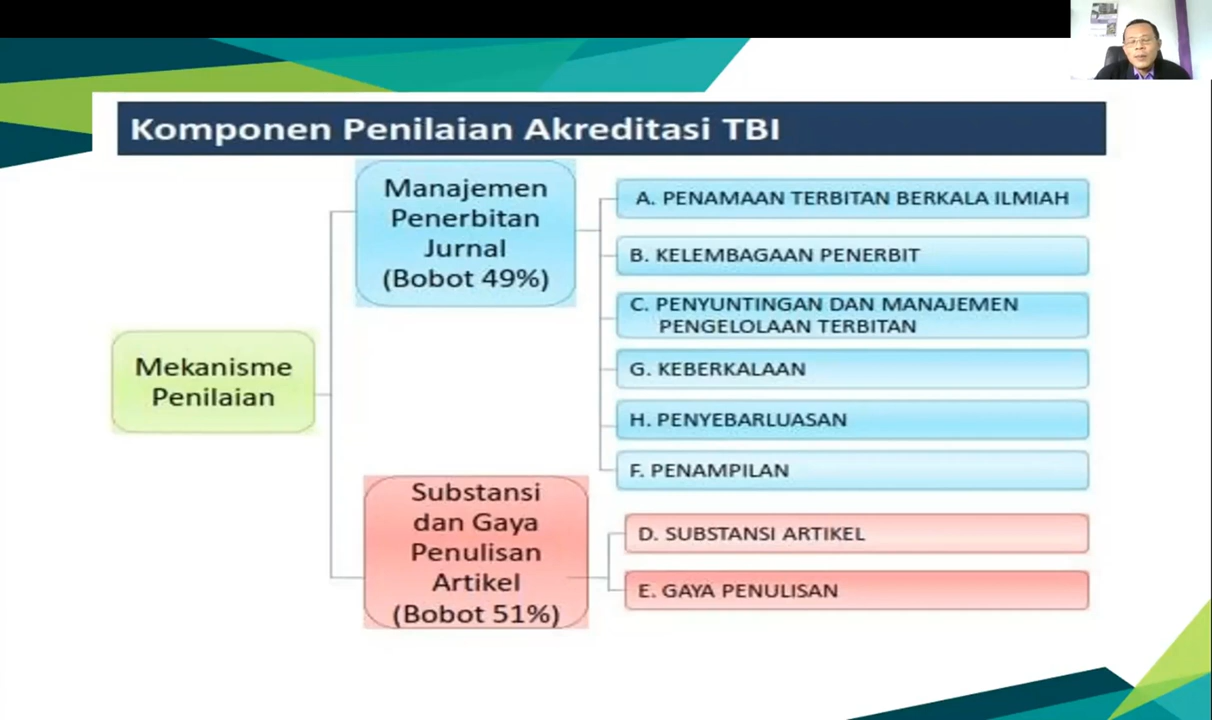 Komponen Penilaian Akreditasi TBI
Mekanisme
Penilaian
Manajemen
Penerbitan
Jurnal
(Bobot 49%)
A. PENAMAAN TERBITAN BERKALA ILMIAH
B. KELEMBAGAAN PENERBIT
C. PENYUNTINGAN DAN MANAJEMEN
PENGELOLAAN TERBITAN
G. KEBERKALAAN
H. PENYEBARLUASAN
F. PENAMPILAN
Substansi
dan Gaya
Penulisan
Artikel
(Bobot 51%)
D. SUBSTANSI ARTIKEL
E. GAYA PENULISAN